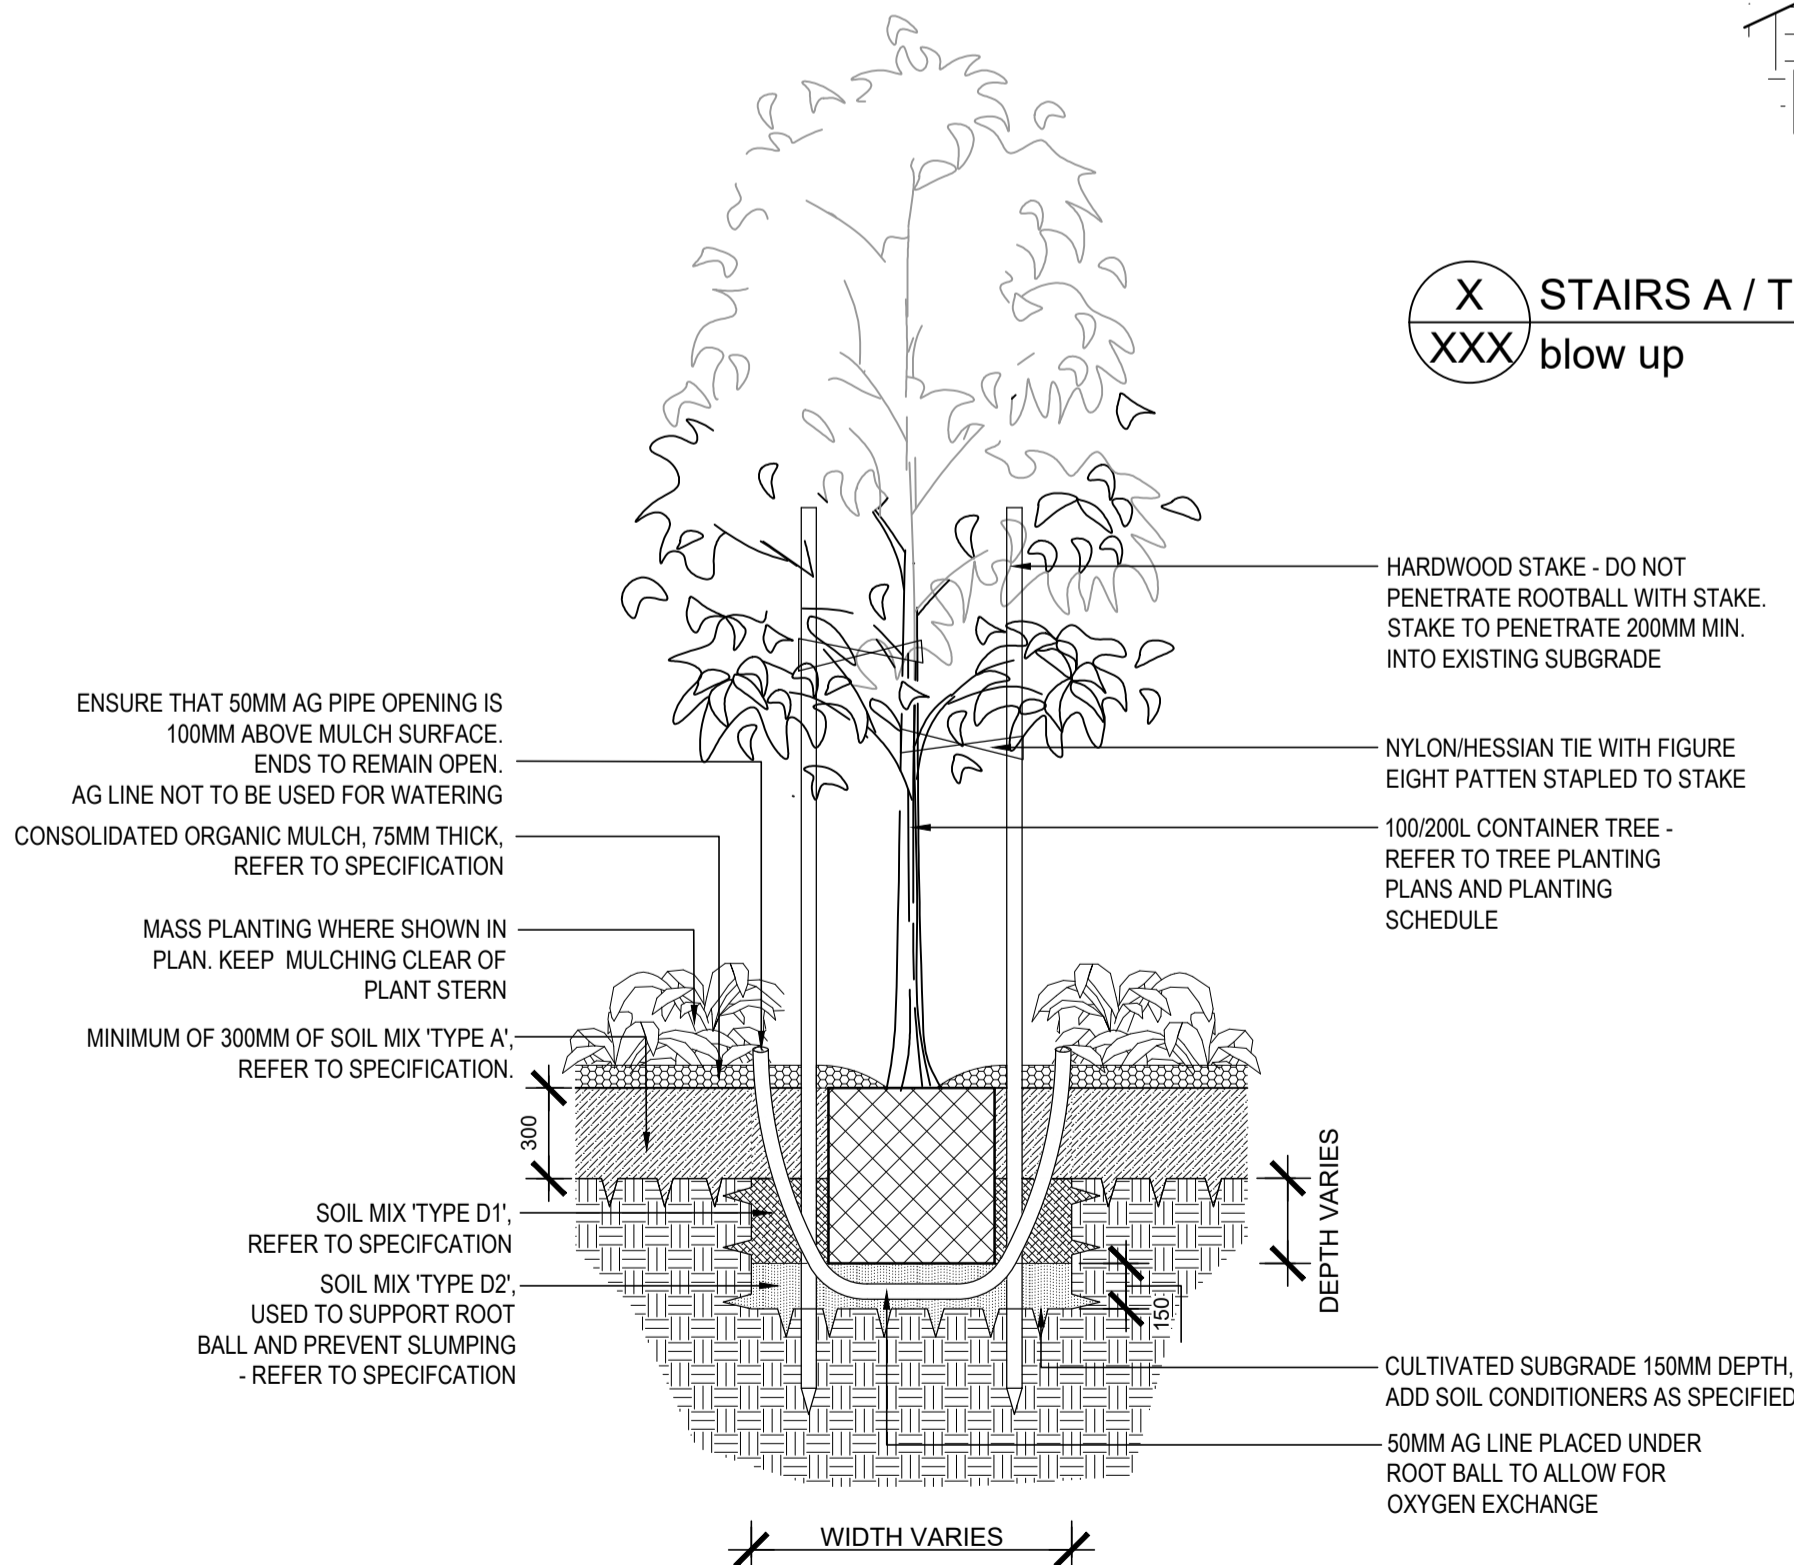 X
XXX
STAIRS A / T
blow up
HARDWOOD STAKE - DO NOT
PENETRATE ROOTBALL WITH STAKE.
STAKE TO PENETRATE 200MM MIN.
INTO EXISTING SUBGRADE
NYLON/HESSIAN TIE WITH FIGURE
EIGHT PATTEN STAPLED TO STAKE
100/200L CONTAINER TREE -
REFER TO TREE PLANTING
PLANS AND PLANTING
SCHEDULE
ENSURE THAT 50MM AG PIPE OPENING IS
100MM ABOVE MULCH SURFACE.
ENDS TO REMAIN OPEN.
AG LINE NOT TO BE USED FOR WATERING
CONSOLIDATED ORGANIC MULCH, 75MM THICK,
REFER TO SPECIFICATION
MASS PLANTING WHERE SHOWN IN
PLAN. KEEP MULCHING CLEAR OF
PLANT STERN
MINIMUM OF 300MM OF SOIL MIX 'TYPE A',
REFER TO SPECIFICATION.
300
SOIL MIX 'TYPE D1',
REFER TO SPECIFCATION
SOIL MIX 'TYPE D2',
USED TO SUPPORT ROOT
BALL AND PREVENT SLUMPING
- REFER TO SPECIFCATION
DEPTH VARIES
150
CULTIVATED SUBGRADE 150MM DEPTH,
ADD SOIL CONDITIONERS AS SPECIFIED
50MM AG LINE PLACED UNDER
ROOT BALL TO ALLOW FOR
OXYGEN EXCHANGE
WIDTH VARIES